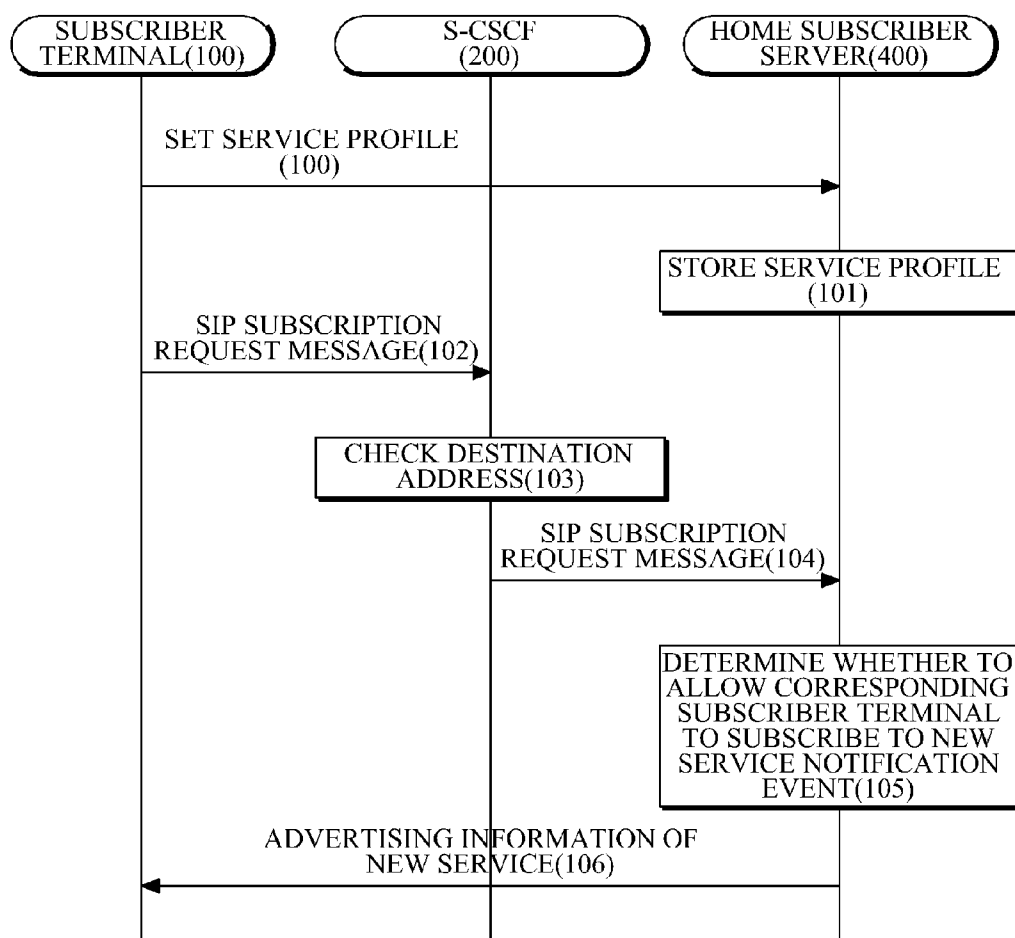 SUBSCRIBER
TERMINAL(100)
S-CSCF
(200)
HOME SUBSCRIBER
SERVER(400)
SET SERVICE PROFILE
(100)
STORE SERVICE PROFILE
(101)
SIP SUBSCRIPTION
REQUEST MESSAGE(102)
CHECK DESTINATION
ADDRESS(103)
SIP SUBSCRIPTION
REQUEST MESSAGE(104)
DETERMINE WHETHER TO
ALLOW CORRESPONDING
SUBSCRIBER TERMINAL
TO SUBSCRIBE TO NEW
SERVICE NOTIFICATION
EVENT(105)
ADVERTISING INFORMATION OF
NEW SERVICE(106)